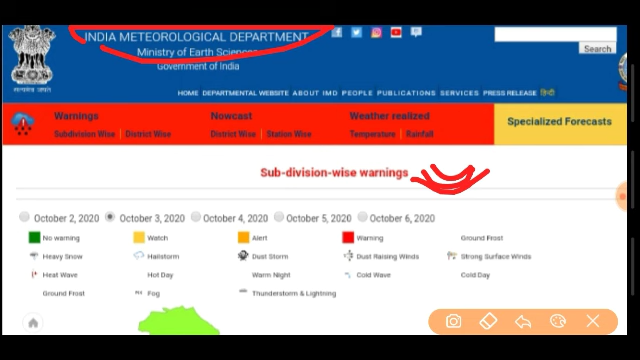 INDIA METEOROLOGICAL DEPARTMENT
Ministry of Earth Sciences
Government of India
Search
HOME DEPARTMENTAL WEBSITE ABOUT IMD PEOPLE PUBLICATIONS SERVICES PRESS RELEASE हिन्दी
Warnings Nowcast Weather realized Specialized Forecasts
Subdivision Wise District Wise District Wise Station Wise Temperature Rainfall
Sub-division-wise warnings
October 2, 2020 October 3, 2020 October 4, 2020 October 5, 2020 October 6, 2020
No warning Watch Alert Warning Ground Frost
Heavy Snow Hailstorm Dust Storm Dust Raising Winds Strong Surface Winds
Heat Wave Hot Day Warm Night Cold Wave Cold Day
Ground Frost Fog Thunderstorm & Lightning